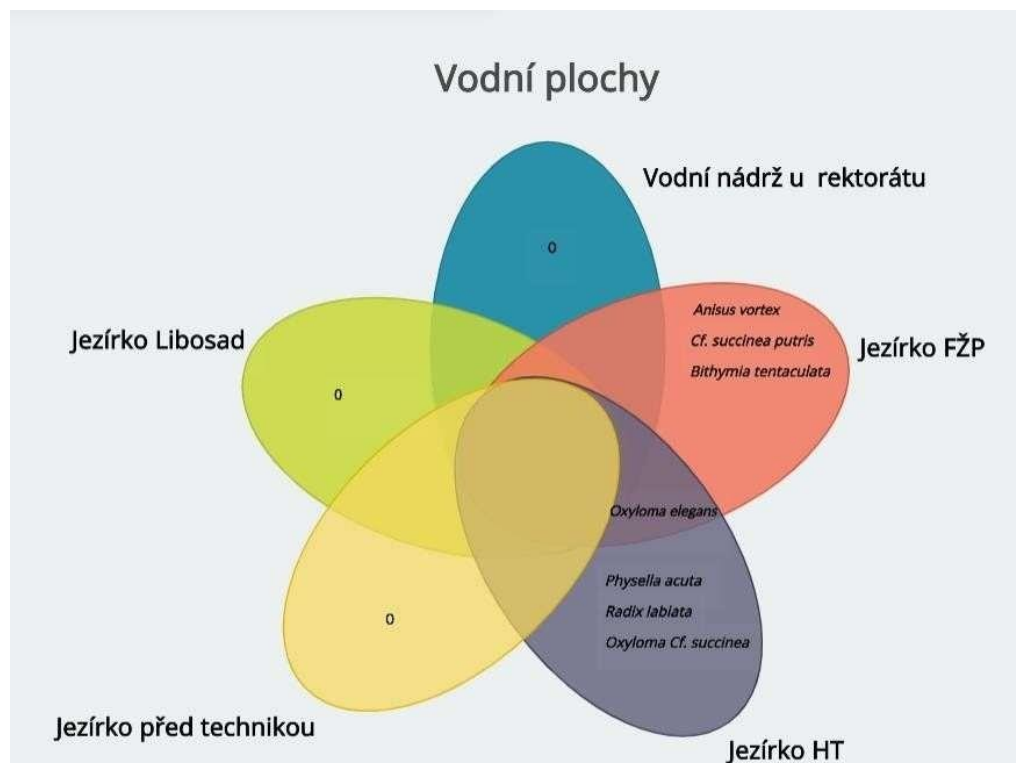 Vodní plochy
Vodní nádrž u rektorátu
0
Anisus vortex
Cf. succinea putris
Bithymia tentaculata
Jezírko FŽP
Jezírko Libosad
0
Oxyloma elegans
Physella acuta
Radix labiata
Oxyloma Cf. succinea
0
Jezírko před technikou
Jezírko HT